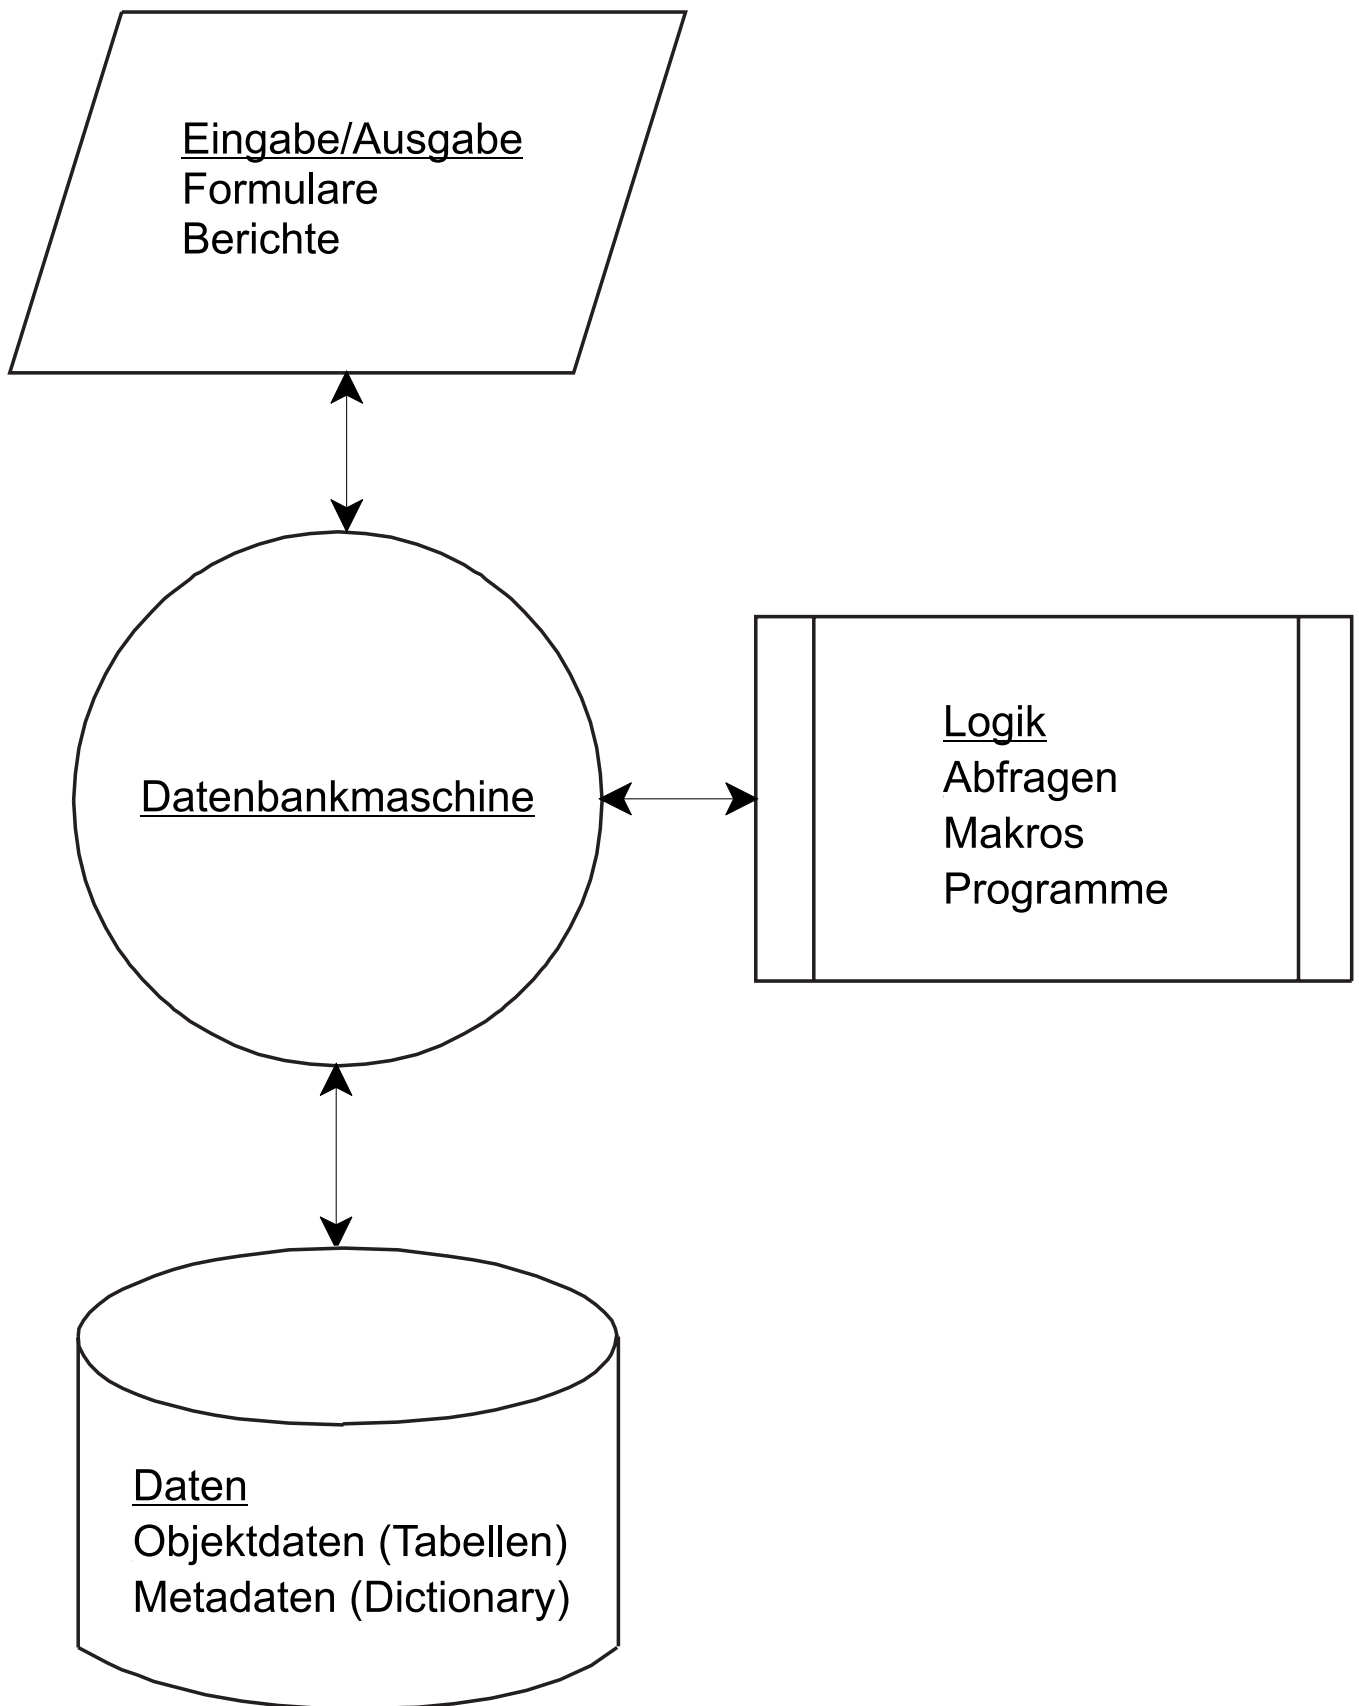 Eingabe/Ausgabe
Formulare
Berichte
Datenbankmaschine
Logik
Abfragen
Makros
Programme
Daten
Objektdaten (Tabellen)
Metadaten (Dictionary)